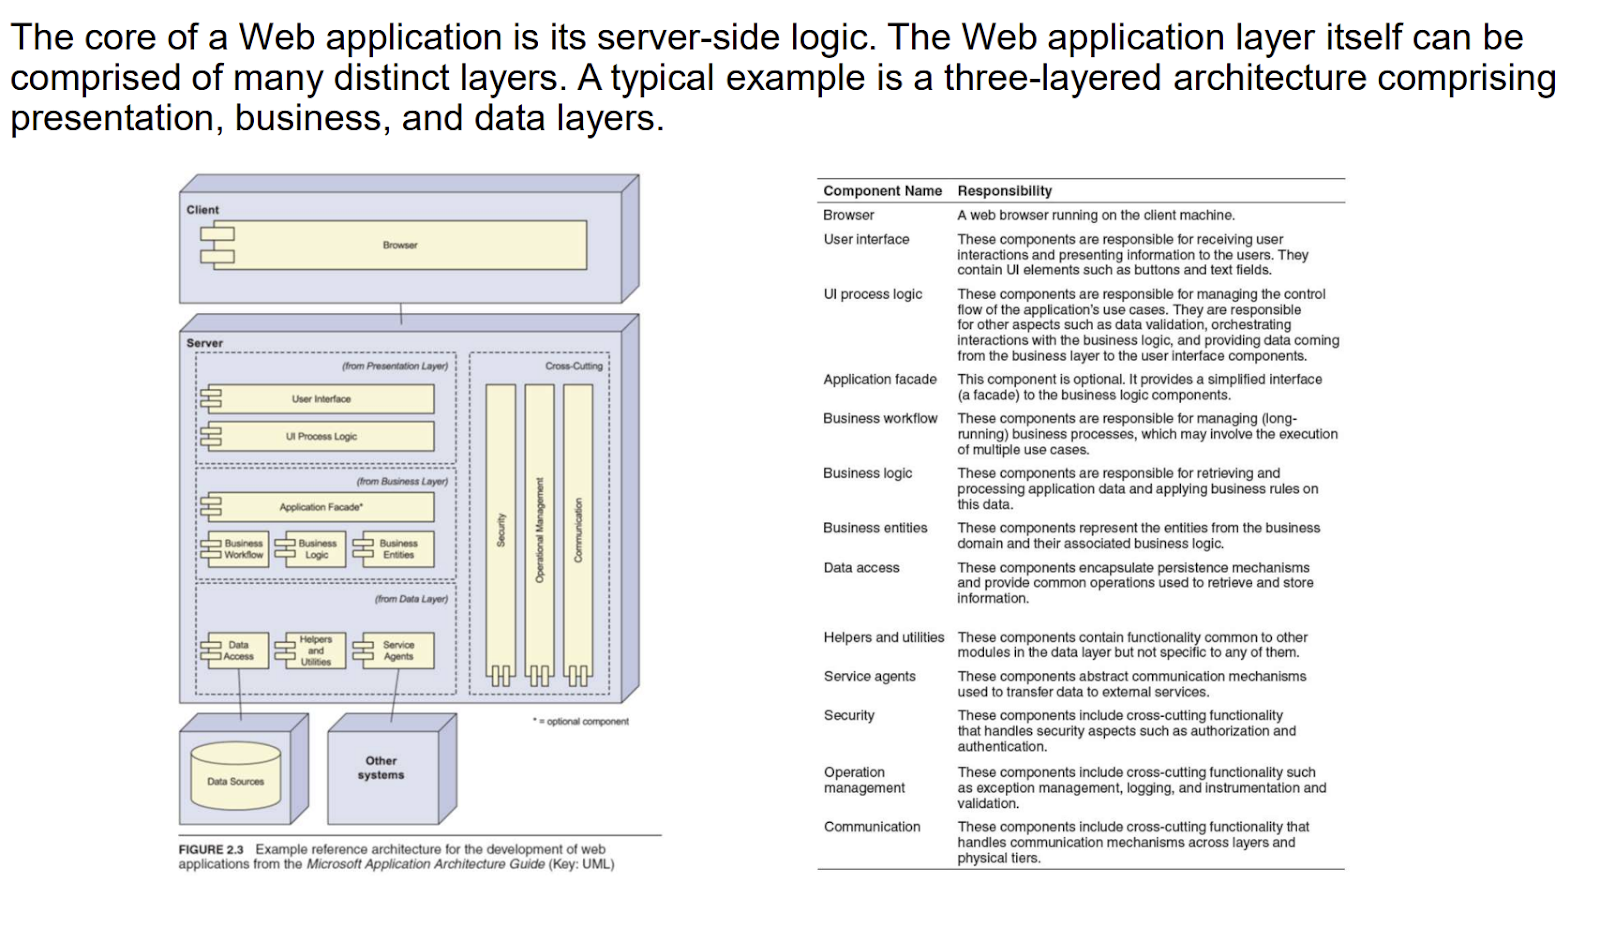 The core of a Web application is its server-side logic. The Web application layer itself can be
comprised of many distinct layers. A typical example is a three-layered architecture comprising
presentation, business, and data layers.
Client
Browser
Server
(from Presentation Layer)
User Interface
UI Process Logic
(from Business Layer)
Application Facade*
Business
Workflow
Business
Logic
Business
Entities
(from Data Layer)
Data
Access
Helpers
and
Utilities
Service
Agents
Cross-Cutting
Security
Operational Management
Communication
* = optional component
Data Sources
Other
systems
FIGURE 2.3 Example reference architecture for the development of web
applications from the Microsoft Application Architecture Guide (Key: UML)
Component Name Responsibility
Browser A web browser running on the client machine.
User interface These components are responsible for receiving user
interactions and presenting information to the users. They
contain UI elements such as buttons and text fields.
UI process logic These components are responsible for managing the control
flow of the application's use cases. They are responsible
for other aspects such as data validation, orchestrating
interactions with the business logic, and providing data coming
from the business layer to the user interface components.
Application facade This component is optional. It provides a simplified interface
(a facade) to the business logic components.
Business workflow These components are responsible for managing (long-
running) business processes, which may involve the execution
of multiple use cases.
Business logic These components are responsible for retrieving and
processing application data and applying business rules on
this data.
Business entities These components represent the entities from the business
domain and their associated business logic.
Data access These components encapsulate persistence mechanisms
and provide common operations used to retrieve and store
information.
Helpers and utilities These components contain functionality common to other
modules in the data layer but not specific to any of them.
Service agents These components abstract communication mechanisms
used to transfer data to external services.
Security These components include cross-cutting functionality
that handles security aspects such as authorization and
authentication.
Operation These components include cross-cutting functionality such
management as exception management, logging, and instrumentation and
validation.
Communication These components include cross-cutting functionality that
handles communication mechanisms across layers and
physical tiers.